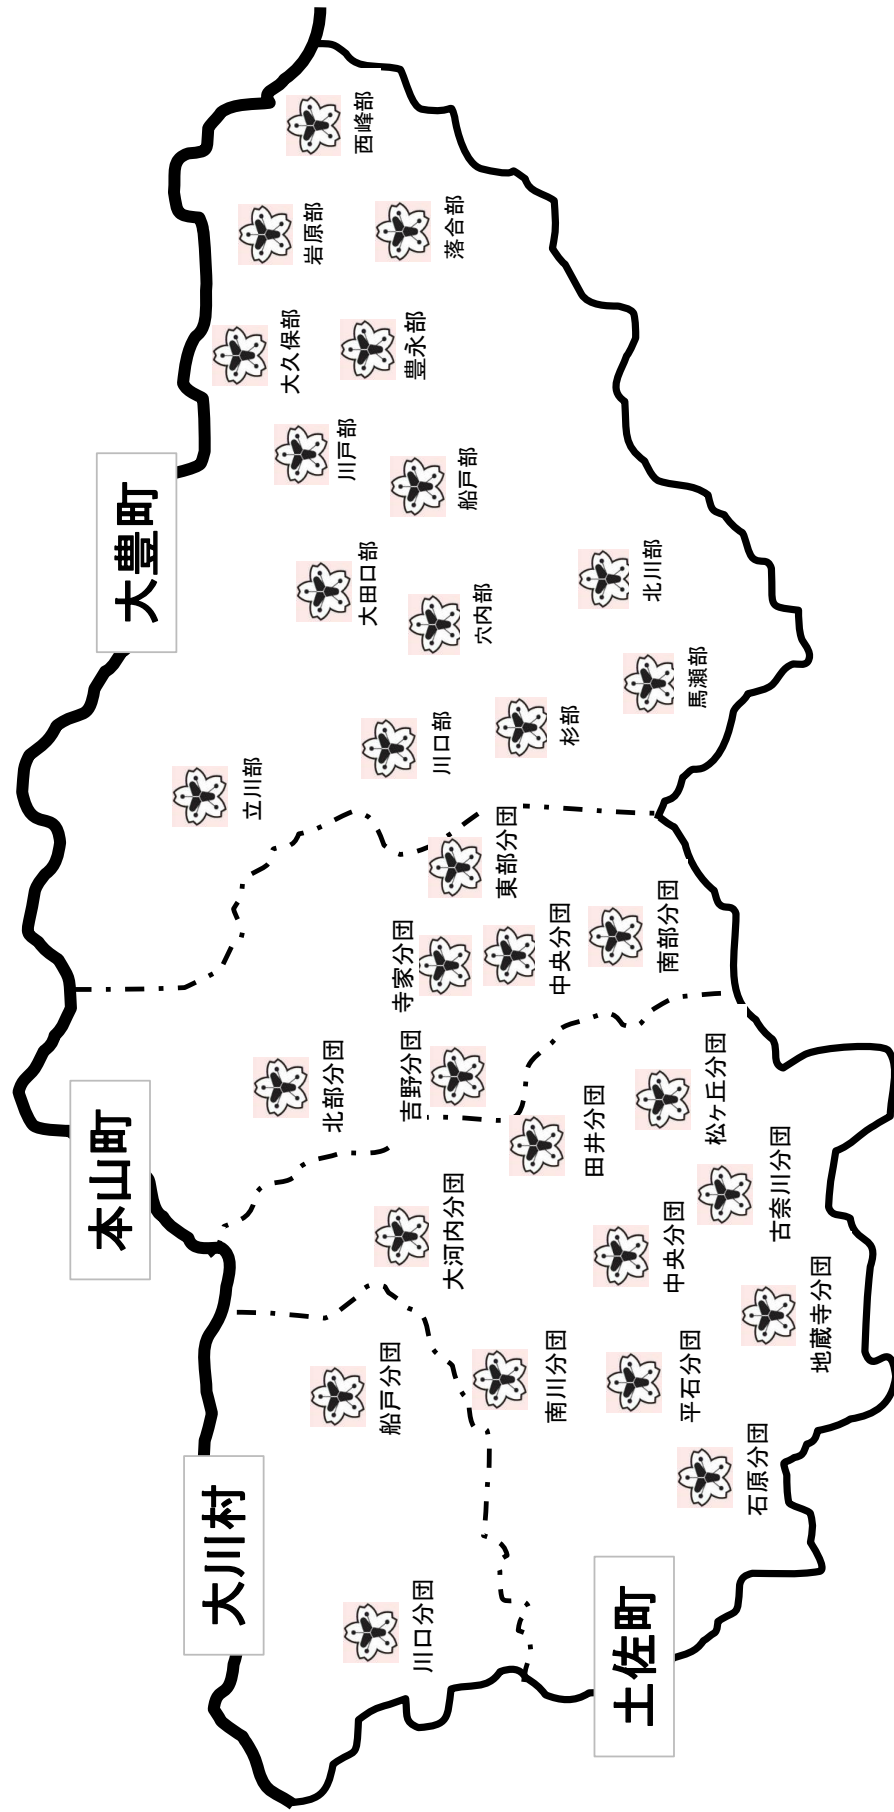 大川村
本山町
大豊町
土佐町
川口分団
船戸分団
大河内分団
南川分団
平石分団
石原分団
中央分団
地蔵寺分団
古奈川分団
田井分団
松ヶ丘分団
北部分団
吉野分団
寺家分団
中央分団
東部分団
南部分団
立川部
川口部
杉部
馬瀬部
大田口部
穴内部
北川部
川戸部
船戸部
大久保部
豊永部
岩原部
落合部
西峰部